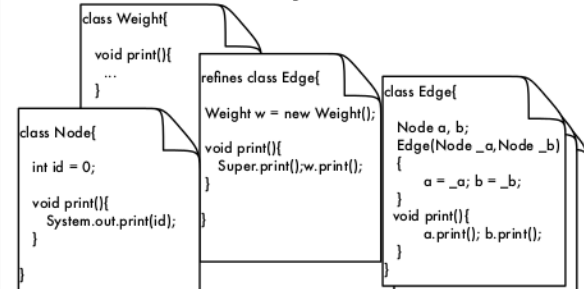 class Weight{
void print(){
...
}
class Node{
int id = 0;
void print(){
System.out.print(id);
}
}
refines class Edge{
Weight w = new Weight();
void print(){
Super.print();w.print();
}
}
class Edge{
Node a, b;
Edge(Node _a,Node _b)
{
a = _a; b = _b;
}
void print(){
a.print(); b.print();
}
}